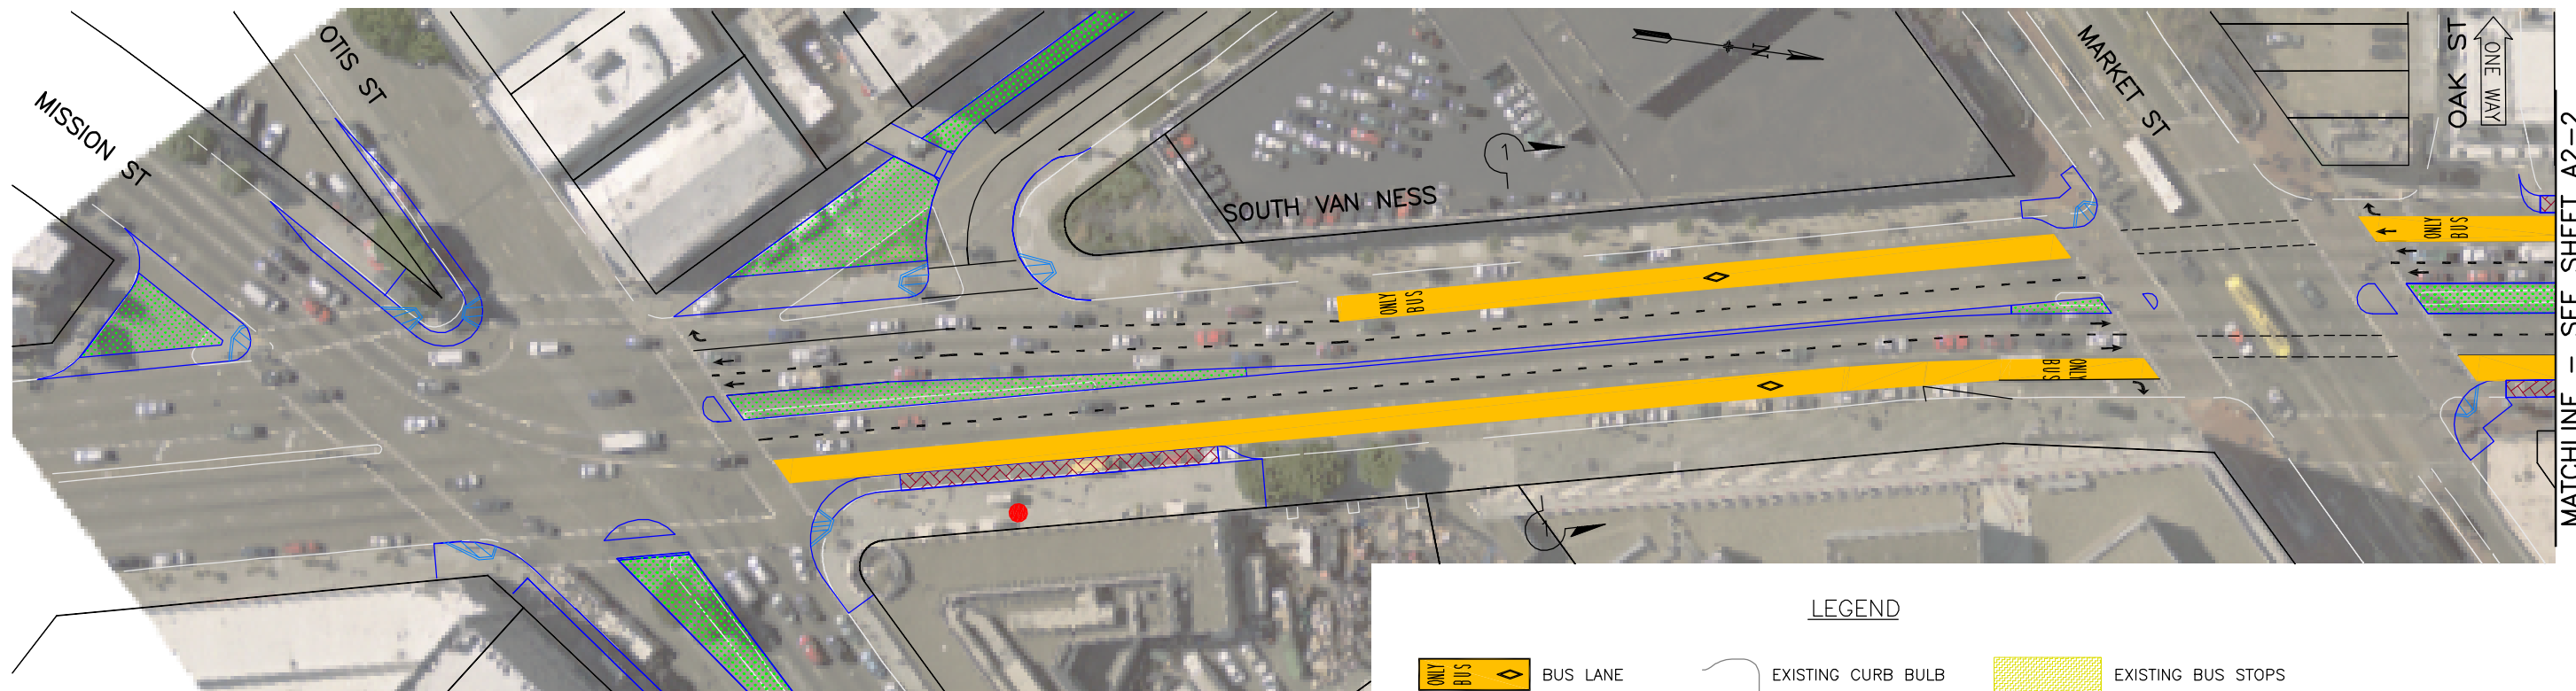 MISSION ST
OTIS ST
SOUTH VAN NESS
1
N
MARKET ST
OAK ST
ONE WAY
MATCHLINE - SEE SHEET A2-2
ONLY
BUS
ONLY
BUS
ONLY
BUS
1
LEGEND
ONLY
BUS
BUS LANE
EXISTING CURB BULB
EXISTING BUS STOPS